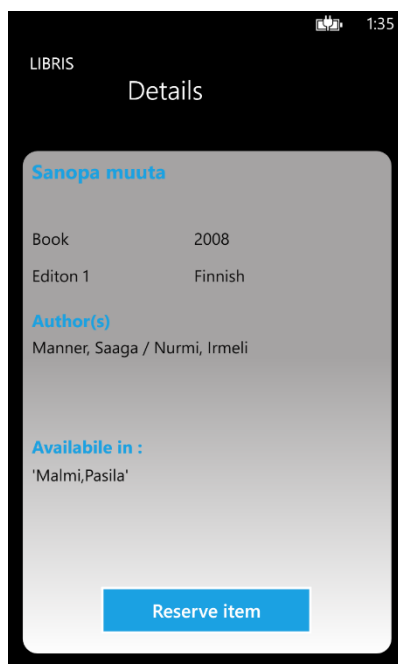 1:35
LIBRIS
Details
Sanopa muuta
Book 2008
Editon 1 Finnish
Author(s)
Manner, Saaga / Nurmi, Irmeli
Availabile in :
'Malmi,Pasila'
Reserve item